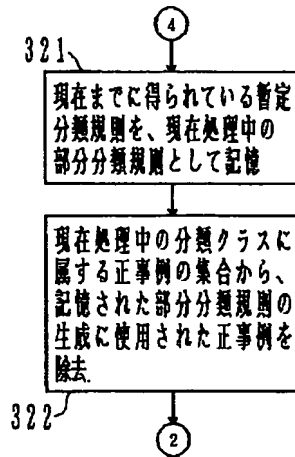 4
321
現在までに得られている暫定
分類規則を、現在処理中の
部分分類規則として記憶
現在処理中の分類クラスに
属する正事例の集合から、
記憶された部分分類規則の
生成に使用された正事例を
除去.
322
2